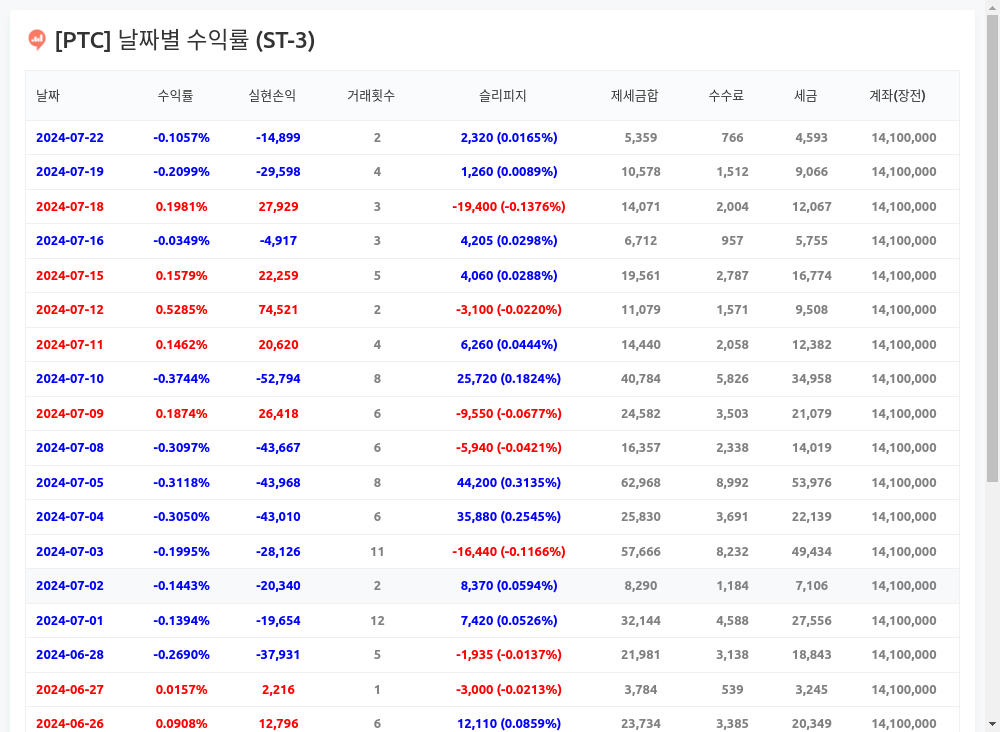 [PTC] 날짜별 수익률 (ST-3)
날짜 수익률 실현손익 거래횟수 슬리피지 제세금합 수수료 세금 계좌(장전)
2024-07-22 -0.1057% -14,899 2 2,320 (0.0165%) 5,359 766 4,593 14,100,000
2024-07-19 -0.2099% -29,598 4 1,260 (0.0089%) 10,578 1,512 9,066 14,100,000
2024-07-18 0.1981% 27,929 3 -19,400 (-0.1376%) 14,071 2,004 12,067 14,100,000
2024-07-16 -0.0349% -4,917 3 4,205 (0.0298%) 6,712 957 5,755 14,100,000
2024-07-15 0.1579% 22,259 5 4,060 (0.0288%) 19,561 2,787 16,774 14,100,000
2024-07-12 0.5285% 74,521 2 -3,100 (-0.0220%) 11,079 1,571 9,508 14,100,000
2024-07-11 0.1462% 20,620 4 6,260 (0.0444%) 14,440 2,058 12,382 14,100,000
2024-07-10 -0.3744% -52,794 8 25,720 (0.1824%) 40,784 5,826 34,958 14,100,000
2024-07-09 0.1874% 26,418 6 -9,550 (-0.0677%) 24,582 3,503 21,079 14,100,000
2024-07-08 -0.3097% -43,667 6 -5,940 (-0.0421%) 16,357 2,338 14,019 14,100,000
2024-07-05 -0.3118% -43,968 8 44,200 (0.3135%) 62,968 8,992 53,976 14,100,000
2024-07-04 -0.3050% -43,010 6 35,880 (0.2545%) 25,830 3,691 22,139 14,100,000
2024-07-03 -0.1995% -28,126 11 -16,440 (-0.1166%) 57,666 8,232 49,434 14,100,000
2024-07-02 -0.1443% -20,340 2 8,370 (0.0594%) 8,290 1,184 7,106 14,100,000
2024-07-01 -0.1394% -19,654 12 7,420 (0.0526%) 32,144 4,588 27,556 14,100,000
2024-06-28 -0.2690% -37,931 5 -1,935 (-0.0137%) 21,981 3,138 18,843 14,100,000
2024-06-27 0.0157% 2,216 1 -3,000 (-0.0213%) 3,784 539 3,245 14,100,000
2024-06-26 0.0908% 12,796 6 12,110 (0.0859%) 23,734 3,385 20,349 14,100,000